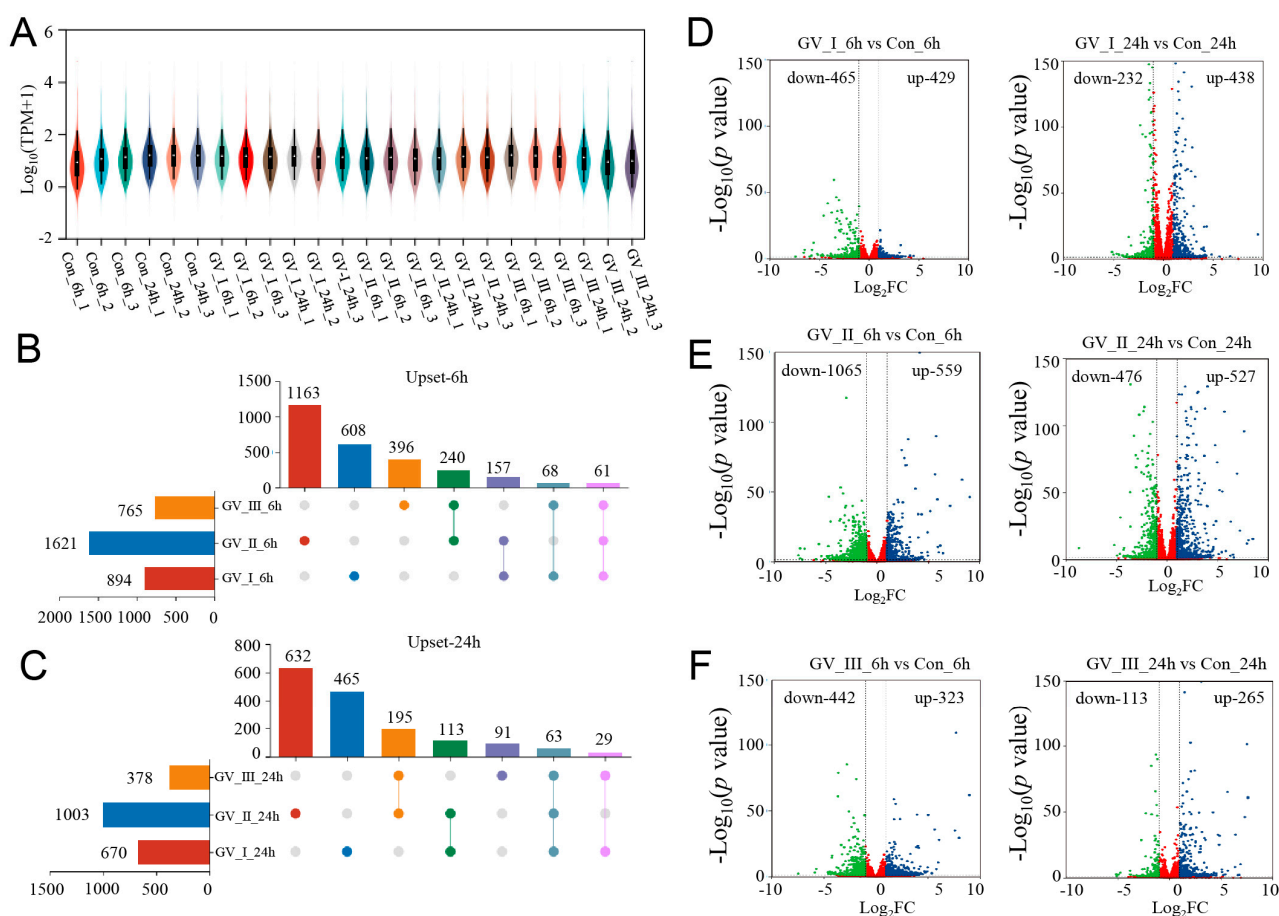 A
6
4
2
0
-2
Log10(TPM+1)
Con_6h_1
Con_6h_2
Con_6h_3
Con_24h_1
Con_24h_2
Con_24h_3
GV_I_6h_1
GV_I_6h_2
GV_I_6h_3
GV_I_24h_1
GV_I_24h_2
GV-I_24h_3
GV_II_6h_1
GV_II_6h_2
GV_II_6h_3
GV_II_24h_1
GV_II_24h_2
GV_II_24h_3
GV_III_6h_1
GV_III_6h_2
GV_III_6h_3
GV_III_24h_1
GV_III_24h_2
GV_III_24h_3
B
Upset-6h
1500
1000
500
0
1163
608
396
240
157
68
61
765
GV_III_6h
1621
GV_II_6h
894
GV_I_6h
2000 1500 1000 500 0
C
Upset-24h
800
600
400
200
0
632
465
195
113
91
63
29
378
GV_III_24h
1003
GV_II_24h
670
GV_I_24h
1500 1000 500 0
D
GV_I_6h vs Con_6h
down-465 up-429
150
100
50
0
-Log10(p value)
-10 -5 0 5 10
Log2FC
GV_I_24h vs Con_24h
down-232 up-438
150
100
50
0
-Log10(p value)
-10 -5 0 5 10
Log2FC
E
GV_II_6h vs Con_6h
down-1065 up-559
150
100
50
0
-Log10(p value)
-10 -5 0 5 10
Log2FC
GV_II_24h vs Con_24h
down-476 up-527
150
100
50
0
-Log10(p value)
-10 -5 0 5 10
Log2FC
F
GV_III_6h vs Con_6h
down-442 up-323
150
100
50
0
-Log10(p value)
-10 -5 0 5 10
Log2FC
GV_III_24h vs Con_24h
down-113 up-265
150
100
50
0
-Log10(p value)
-10 -5 0 5 10
Log2FC